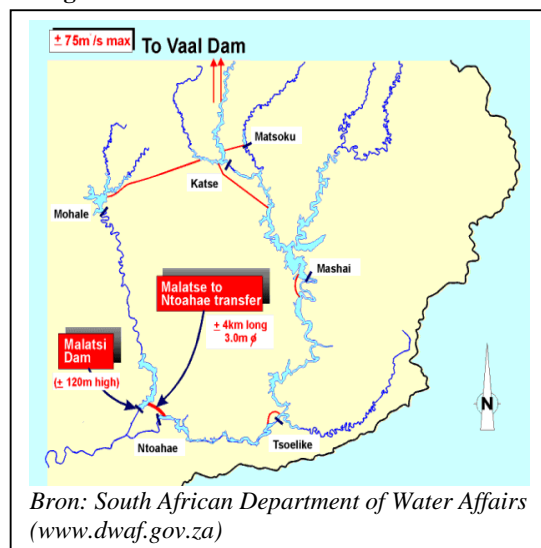 ± 75m³/s max
To Vaal Dam
Matsoku
Katse
Mohale
Mashai
Malatse to
Ntoahae transfer
± 4km long
3.0m ϕ
Malatsi
Dam
(± 120m high)
N
Ntoahae
Tsoelike
Bron: South African Department of Water Affairs
(www.dwaf.gov.za)